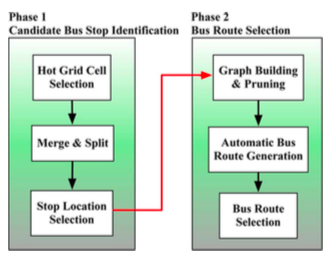 Phase 1
Candidate Bus Stop Identification
Hot Grid Cell
Selection
Merge & Split
Stop Location
Selection
Phase 2
Bus Route Selection
Graph Building
& Pruning
Automatic Bus
Route Generation
Bus Route
Selection